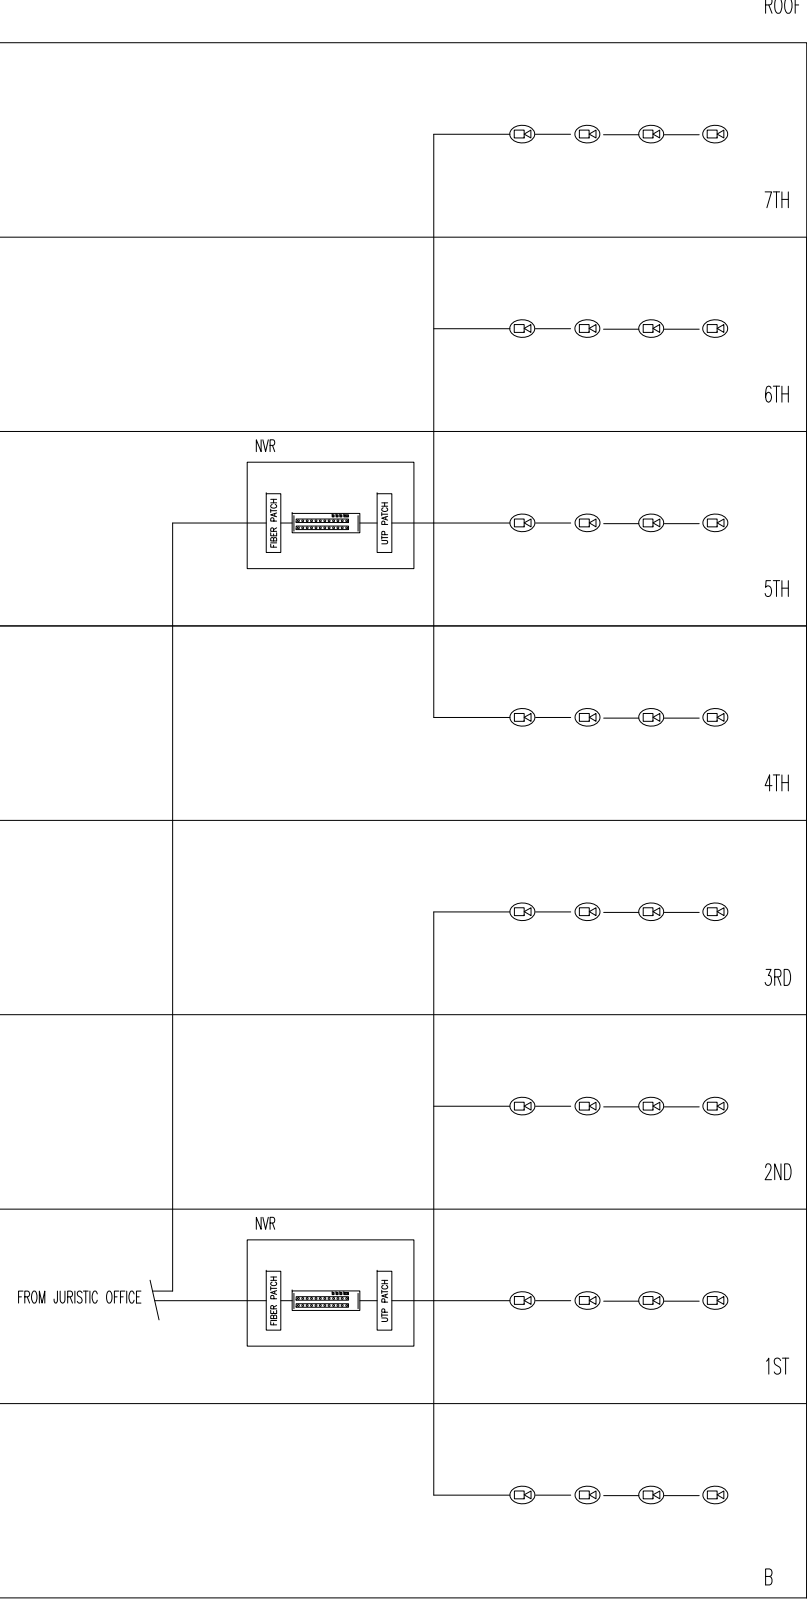 ROOF
7TH
6TH
NVR
FIBER PATCH
UTP PATCH
5TH
4TH
3RD
2ND
NVR
FIBER PATCH
UTP PATCH
FROM JURISTIC OFFICE
1ST
B